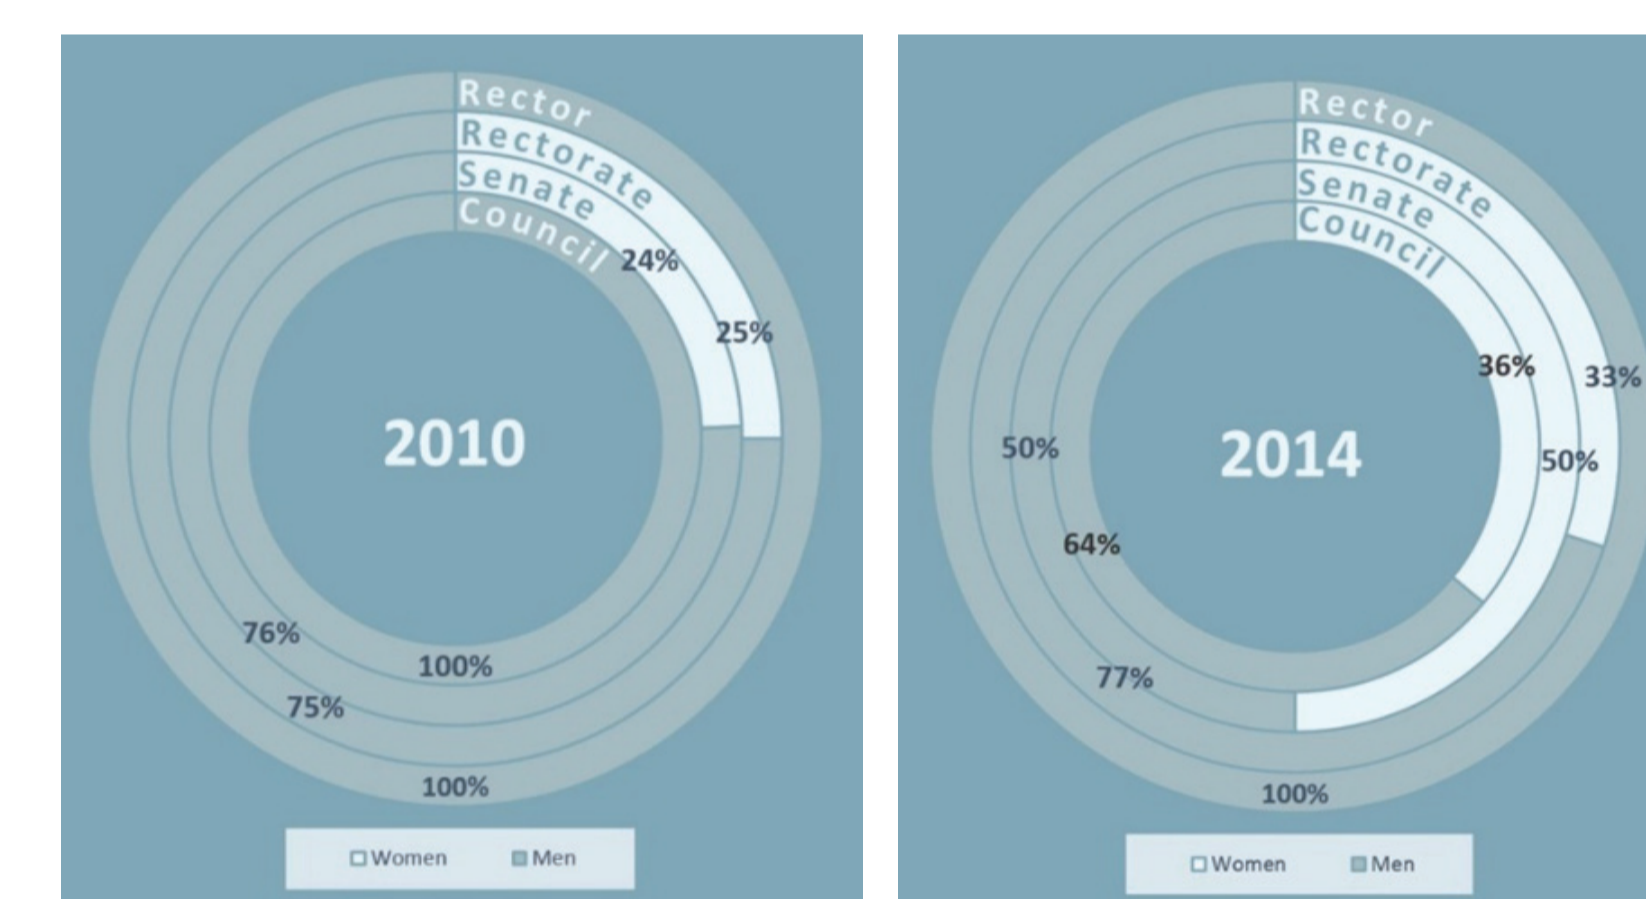 Rector
Rectorate
Senate
Council
24%
25%
2010
76%
100%
75%
100%
Women
Men
Rector
Rectorate
Senate
Council
36%
33%
50%
2014
50%
64%
77%
100%
Women
Men